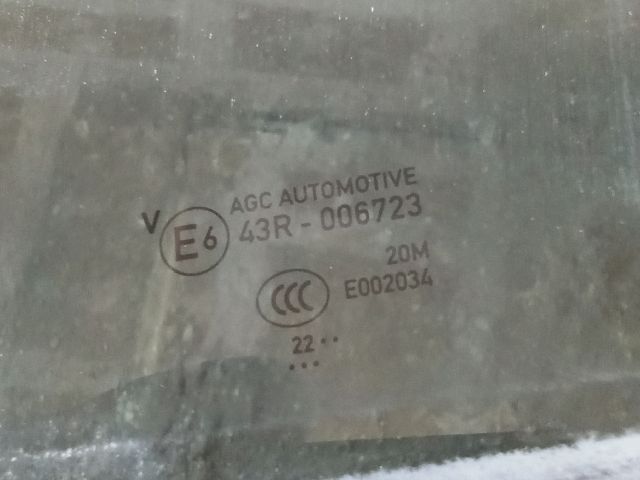 AGC AUTOMOTIVE
V E6 43R - 006723
20M
CCC E002034
22••
•••